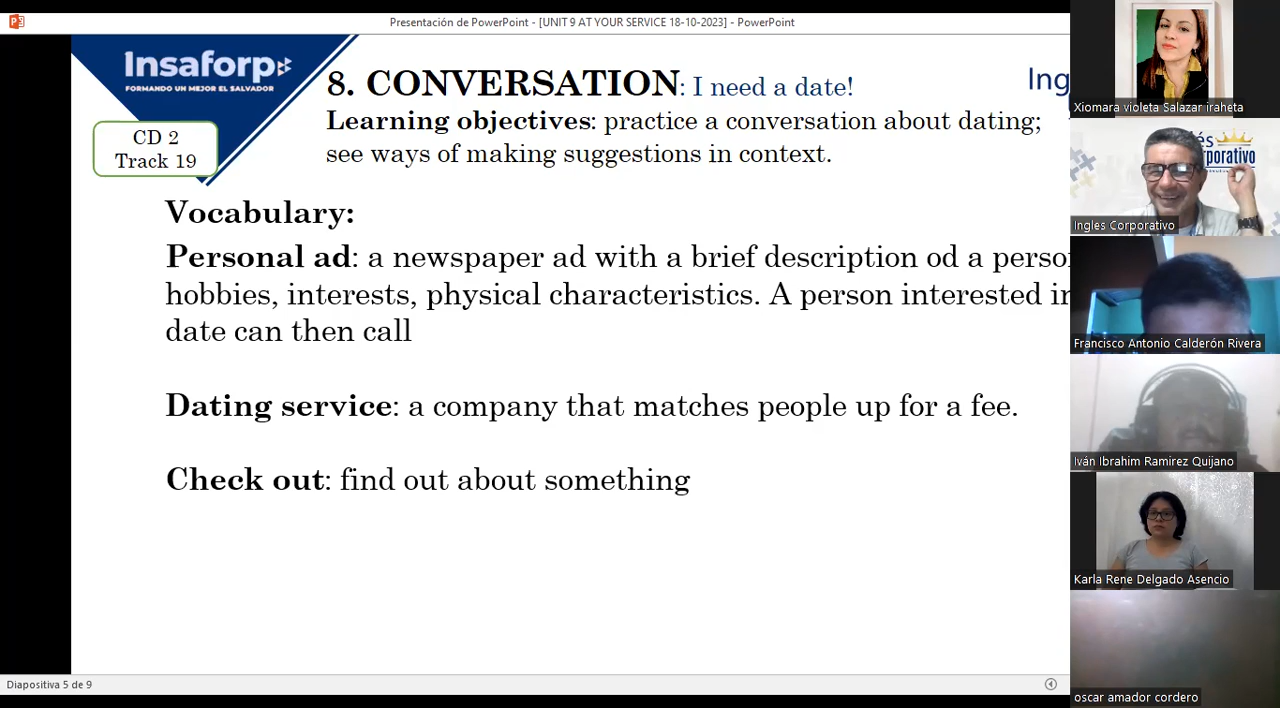 Presentación de PowerPoint - [UNIT 9 AT YOUR SERVICE 18-10-2023] - PowerPoint
Insaforp
FORMANDO UN MEJOR EL SALVADOR
8. CONVERSATION: I need a date!
Ing
Learning objectives: practice a conversation about dating;
see ways of making suggestions in context.
CD 2
Track 19
Vocabulary:
Personal ad: a newspaper ad with a brief description od a perso
hobbies, interests, physical characteristics. A person interested i
date can then call
Dating service: a company that matches people up for a fee.
Check out: find out about something
Diapositiva 5 de 9
Xiomara violeta Salazar iraheta
Ingles Corporativo
Francisco Antonio Calderón Rivera
Iván Ibrahim Ramirez Quijano
Karla Rene Delgado Asencio
oscar amador cordero